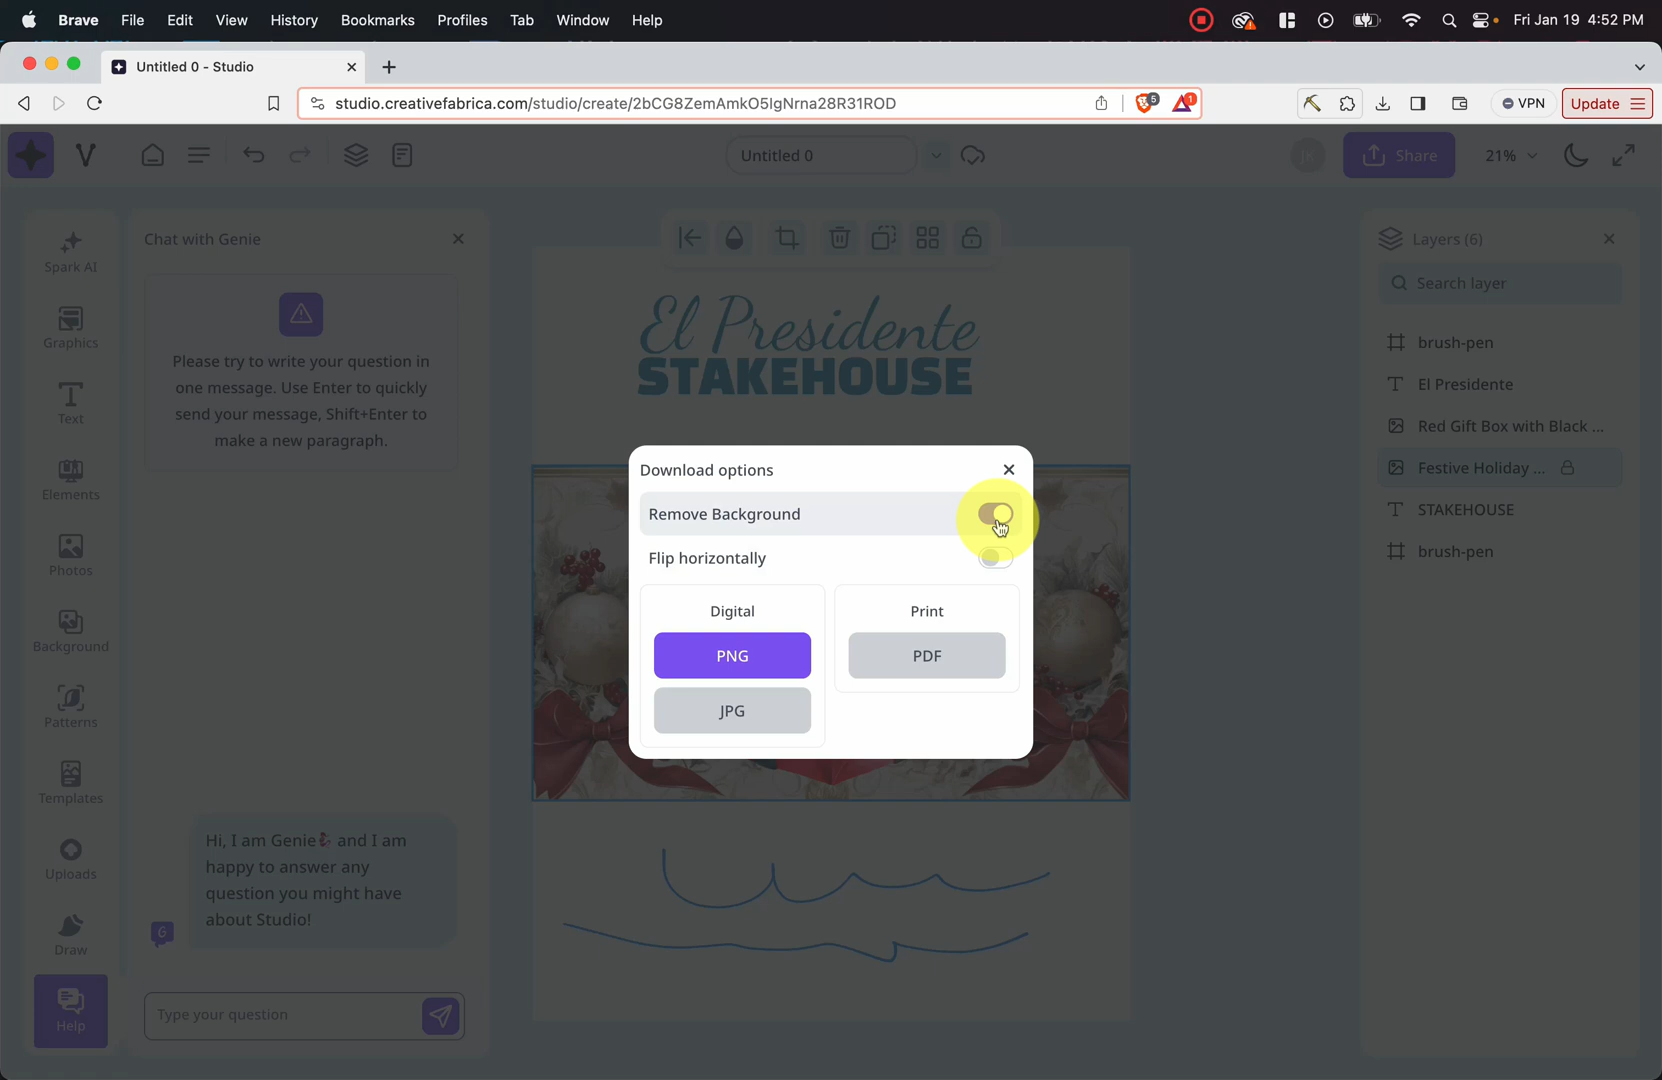 Brave File Edit View History Bookmarks Profiles Tab Window Help Fri Jan 19 4:52 PM
Untitled 0 - Studio
studio.creativefabrica.com/studio/create/2bCG8ZemAmkO5IgNrna28R31ROD 5 1 VPN Update
Untitled 0 Share 21%
Spark AI
Graphics
Text
Elements
Photos
Background
Patterns
Templates
Uploads
Draw
Help
Chat with Genie
Please try to write your question in
one message. Use Enter to quickly
send your message, Shift+Enter to
make a new paragraph.
Hi, I am Genie🧞 and I am
happy to answer any
question you might have
about Studio!
G
Type your question
El Presidente
STAKEHOUSE
Download options
Remove Background
Flip horizontally
Digital
PNG
JPG
Print
PDF
Layers (6)
Search layer
brush-pen
El Presidente
Red Gift Box with Black ...
Festive Holiday ...
STAKEHOUSE
brush-pen